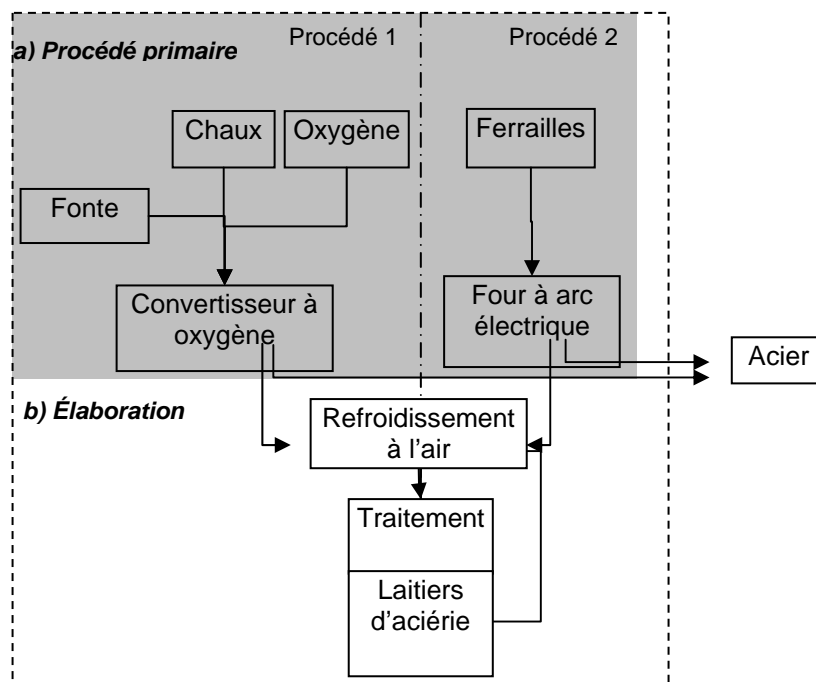 Procédé 1
Procédé 2
a) Procédé primaire
Chaux
Oxygène
Ferrailles
Fonte
Convertisseur à
oxygène
Four à arc
électrique
Acier
b) Élaboration
Refroidissement
à l’air
Traitement
Laitiers
d’aciérie